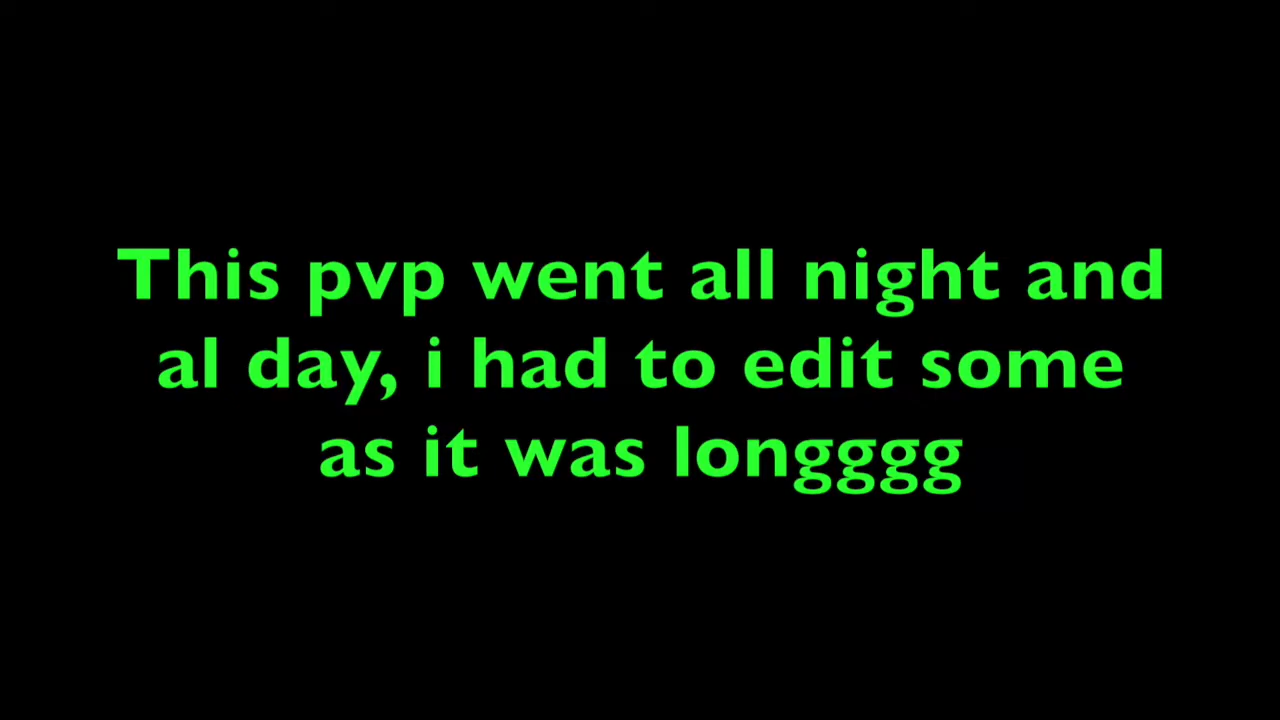 This pvp went all night and
al day, i had to edit some
as it was longggg